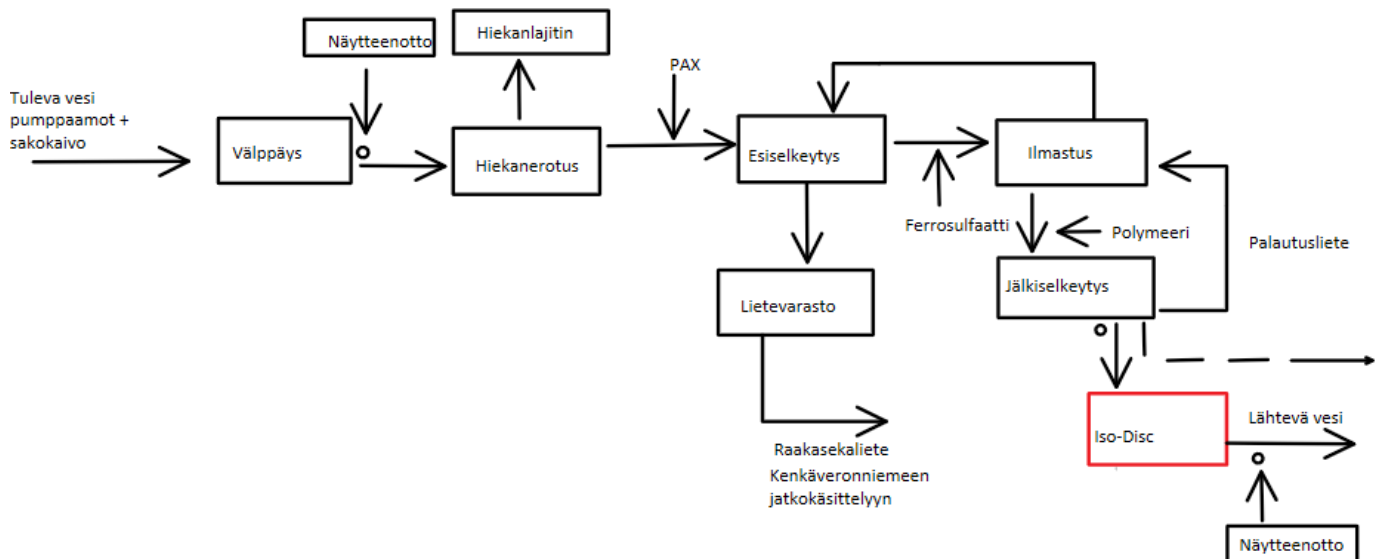 Näytteenotto
Hiekanlajitin
PAX
Tuleva vesi
pumppaamot +
sakokaivo
Välppäys
Hiekanerotus
Esiselkeytys
Ilmastus
Ferrosulfaatti
Polymeeri
Palautusliete
Lietevarasto
Jälkiselkeytys
Raakasekaliete
Kenkäveronniemeen
jatkokäsittelyyn
Iso-Disc
Lähtevä vesi
Näytteenotto